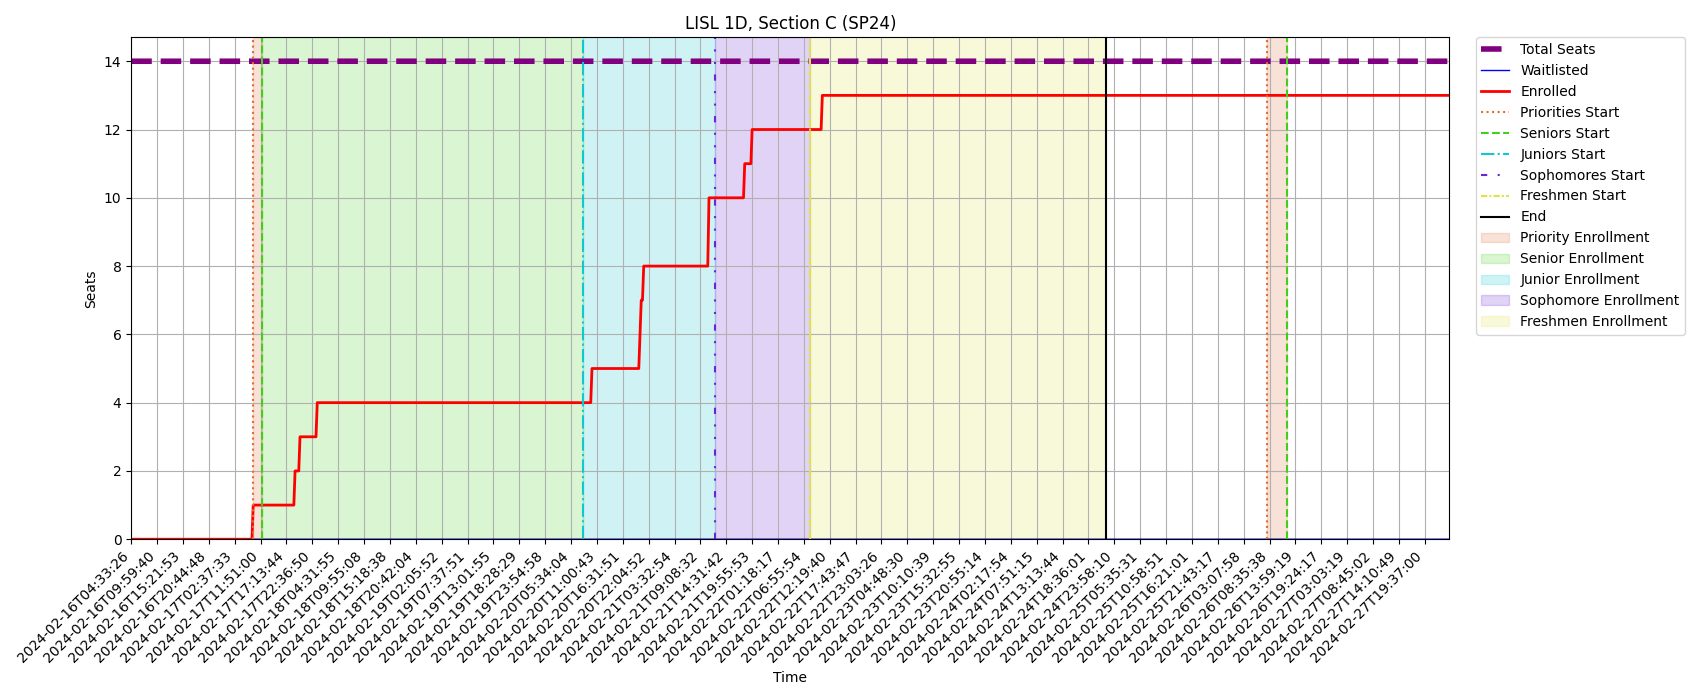 LISL 1D, Section C (SP24)
14
12
10
8
6
4
2
0
Seats
2024-02-16T04:33:26
2024-02-16T09:59:40
2024-02-16T15:21:53
2024-02-16T20:44:48
2024-02-17T02:37:33
2024-02-17T11:51:00
2024-02-17T17:13:44
2024-02-17T22:36:50
2024-02-18T04:31:55
2024-02-18T09:55:08
2024-02-18T15:18:38
2024-02-18T20:42:04
2024-02-19T02:05:52
2024-02-19T07:37:51
2024-02-19T13:01:55
2024-02-19T18:28:29
2024-02-19T23:54:58
2024-02-20T05:34:04
2024-02-20T11:00:43
2024-02-20T16:31:51
2024-02-20T22:04:52
2024-02-21T03:32:54
2024-02-21T09:08:32
2024-02-21T14:31:42
2024-02-21T19:55:53
2024-02-22T01:18:17
2024-02-22T06:55:54
2024-02-22T12:19:40
2024-02-22T17:43:47
2024-02-22T23:03:26
2024-02-23T04:48:30
2024-02-23T10:10:39
2024-02-23T15:32:55
2024-02-23T20:55:14
2024-02-24T02:17:54
2024-02-24T07:51:15
2024-02-24T13:13:44
2024-02-24T18:36:01
2024-02-24T23:58:10
2024-02-25T05:35:31
2024-02-25T10:58:51
2024-02-25T16:21:01
2024-02-25T21:43:17
2024-02-26T03:07:58
2024-02-26T08:35:38
2024-02-26T13:59:19
2024-02-26T19:24:17
2024-02-27T03:03:19
2024-02-27T08:45:02
2024-02-27T14:10:49
2024-02-27T19:37:00
Time
Total Seats
Waitlisted
Enrolled
Priorities Start
Seniors Start
Juniors Start
Sophomores Start
Freshmen Start
End
Priority Enrollment
Senior Enrollment
Junior Enrollment
Sophomore Enrollment
Freshmen Enrollment